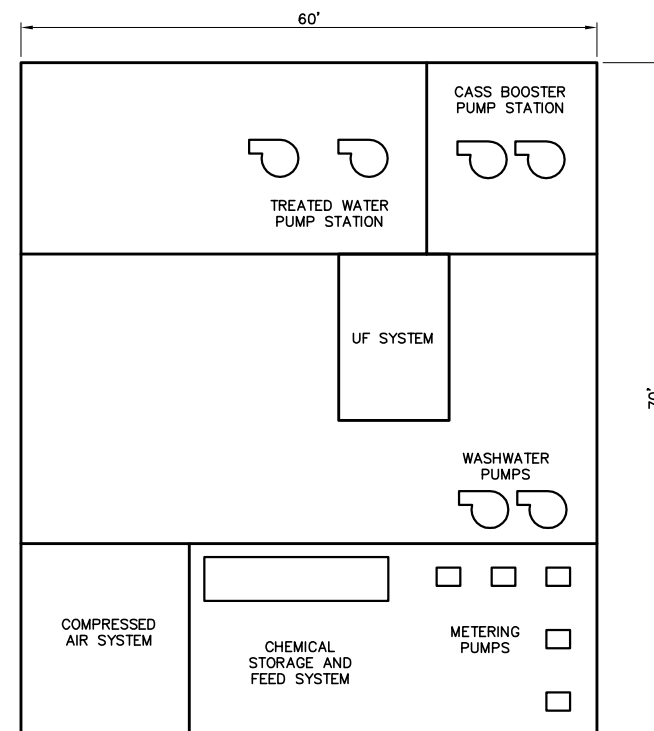 60'
CASS BOOSTER
PUMP STATION
TREATED WATER
PUMP STATION
UF SYSTEM
70'
WASHWATER
PUMPS
COMPRESSED
AIR SYSTEM
CHEMICAL
STORAGE AND
FEED SYSTEM
METERING
PUMPS